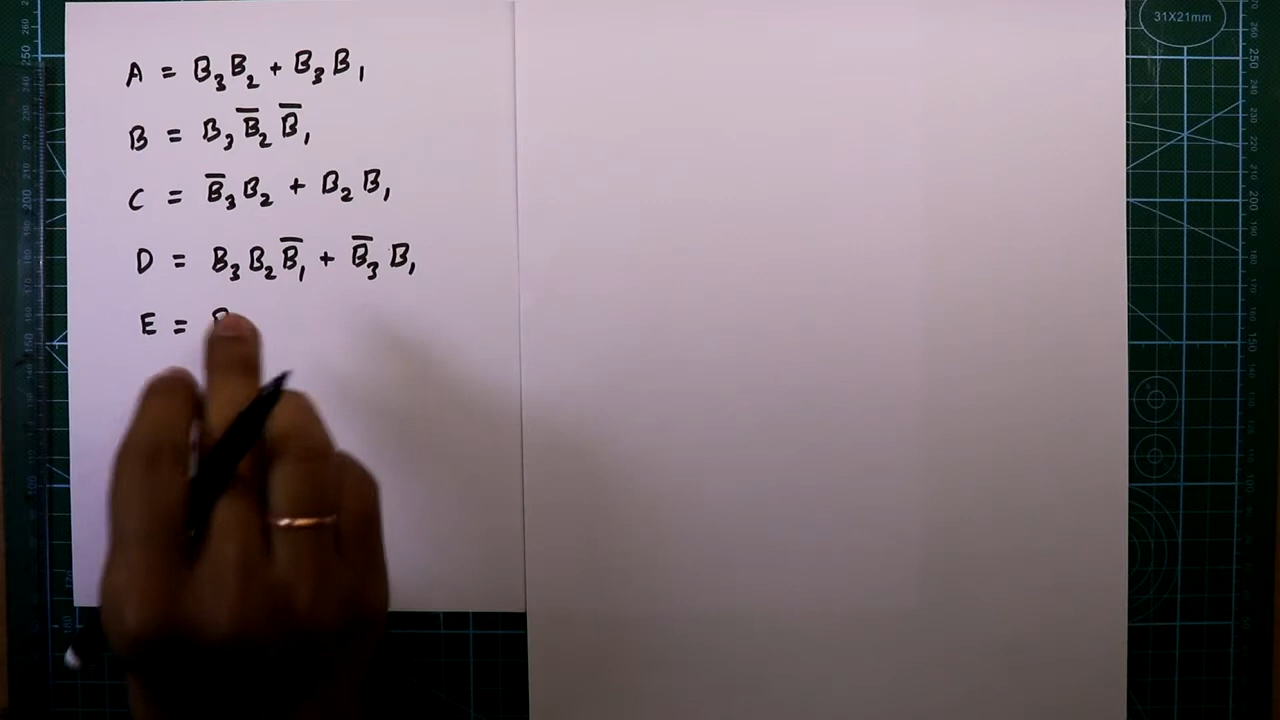 A = B₃B₂ + B₃B₁
B = B₃B̅₂B̅₁
C = B̅₃B₂ + B₂B₁
D = B₃B₂B̅₁ + B̅₃B₁
E =
31X21mm